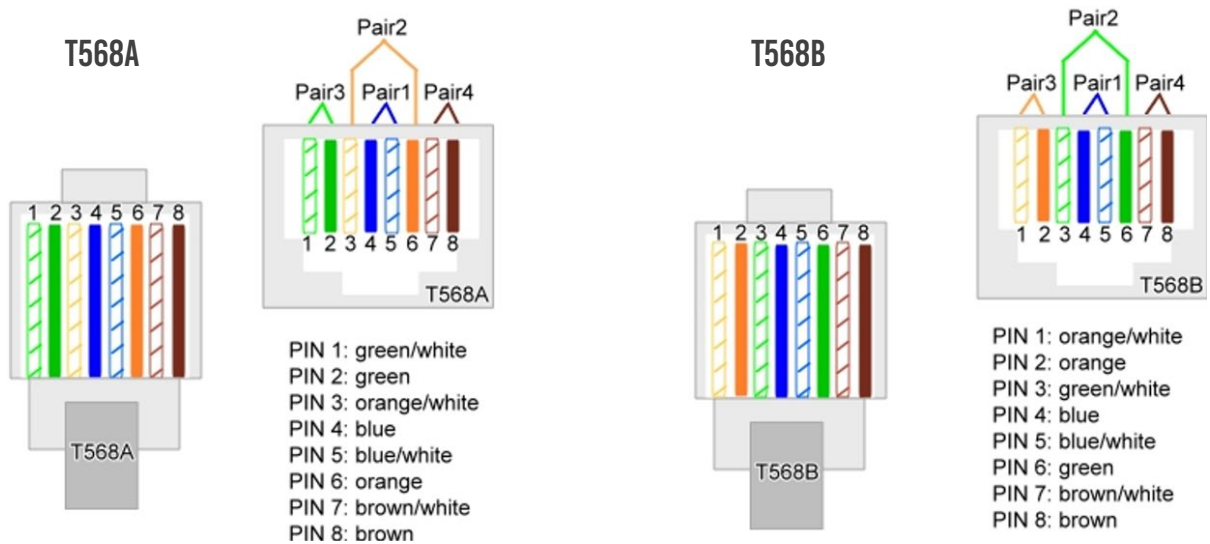 T568A
Pair2
Pair3 Pair1 Pair4
1 2 3 4 5 6 7 8
T568A
1 2 3 4 5 6 7 8
T568A
PIN 1: green/white
PIN 2: green
PIN 3: orange/white
PIN 4: blue
PIN 5: blue/white
PIN 6: orange
PIN 7: brown/white
PIN 8: brown
T568B
Pair2
Pair3 Pair1 Pair4
1 2 3 4 5 6 7 8
T568B
1 2 3 4 5 6 7 8
T568B
PIN 1: orange/white
PIN 2: orange
PIN 3: green/white
PIN 4: blue
PIN 5: blue/white
PIN 6: green
PIN 7: brown/white
PIN 8: brown